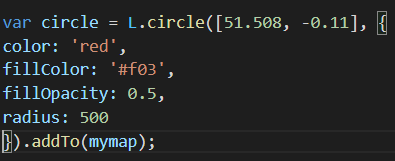 var circle = L.circle([51.508, -0.11], {
color: 'red',
fillColor: '#f03',
fillOpacity: 0.5,
radius: 500
}).addTo(mymap);